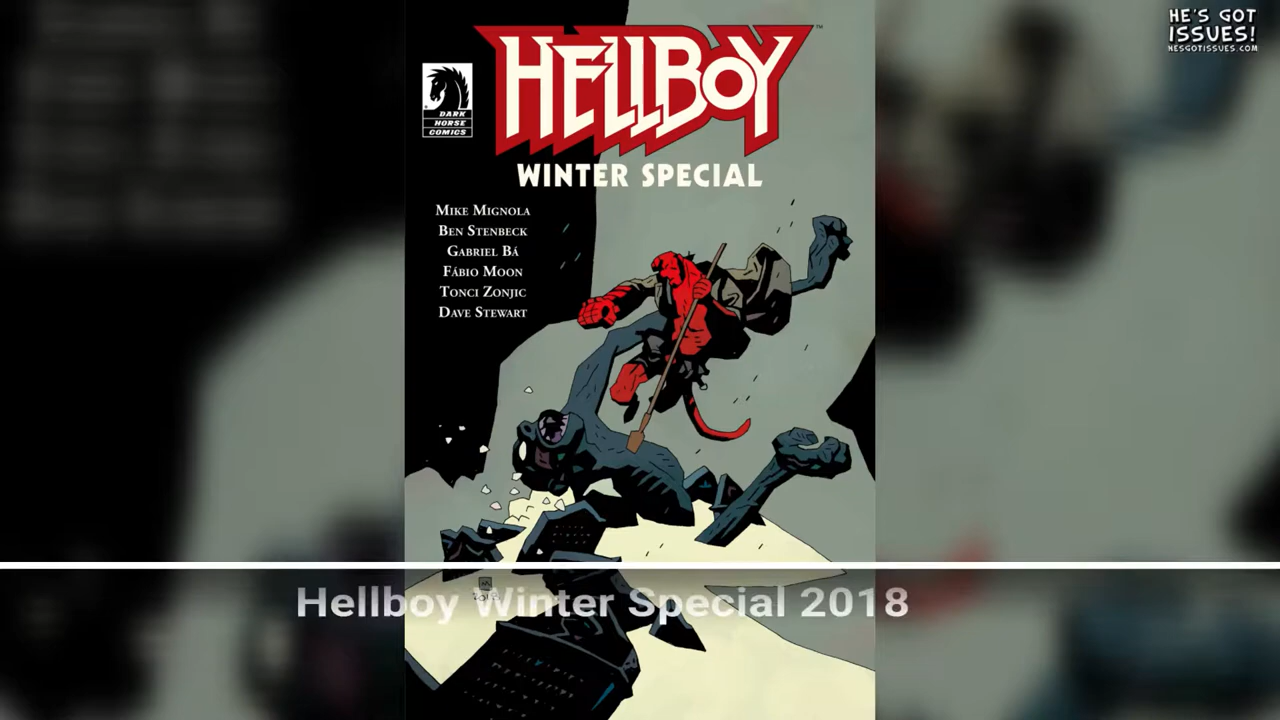 HE'S GOT
ISSUES!
HESGOTISSUES.COM
HELLBOY™
DARK
HORSE
COMICS
WINTER SPECIAL
MIKE MIGNOLA
BEN STENBECK
GABRIEL BÁ
FÁBIO MOON
TONCI ZONJIC
DAVE STEWART
Hellboy Winter Special 2018